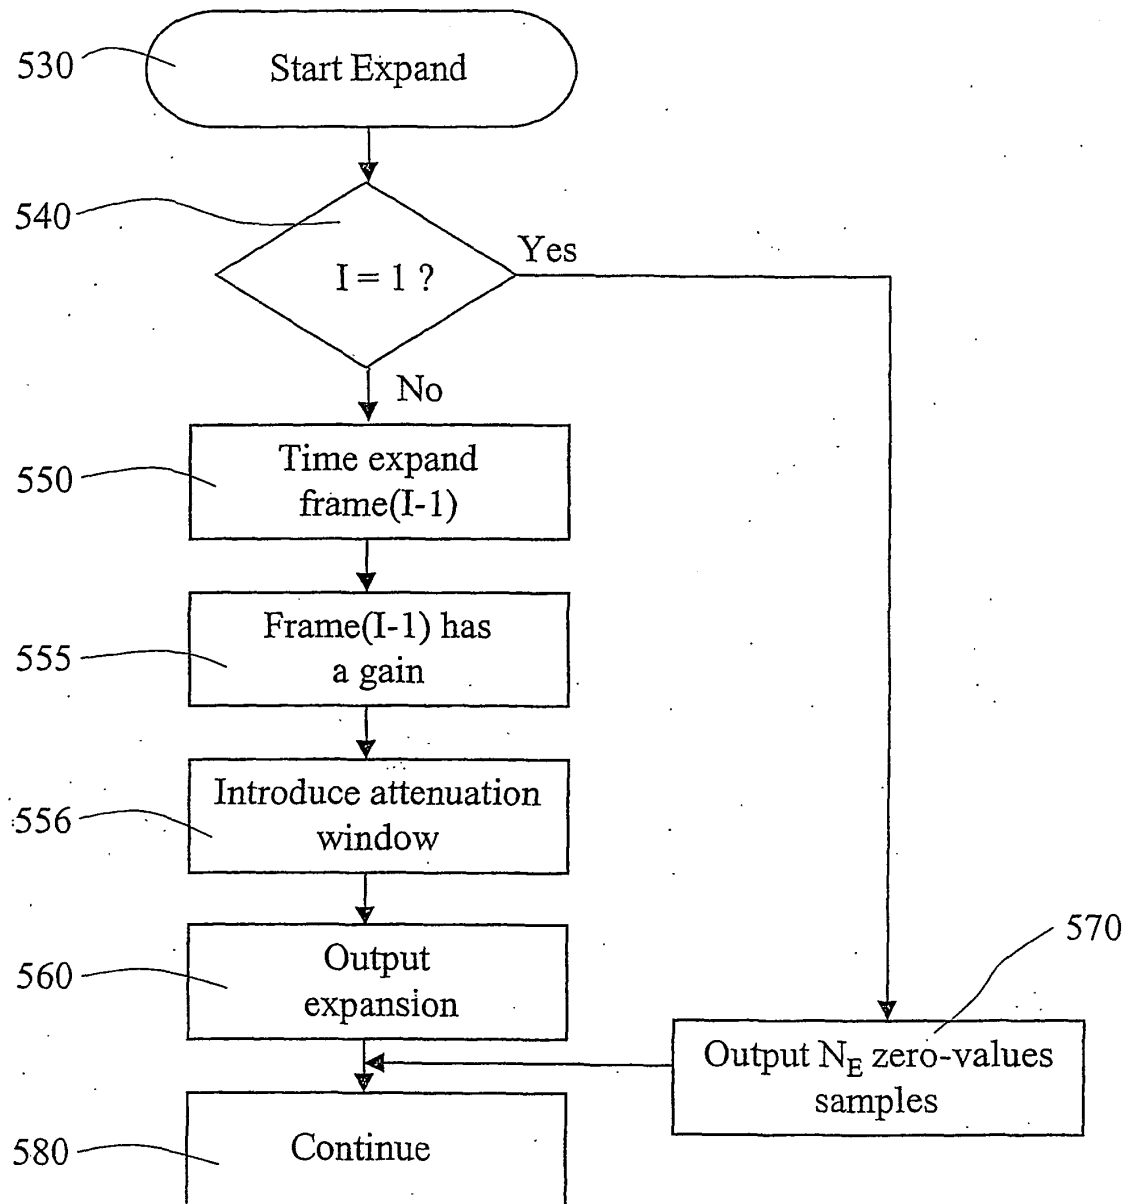 530
Start Expand
540
Yes
I = 1 ?
No
550
Time expand
frame(I-1)
555
Frame(I-1) has
a gain
556
Introduce attenuation
window
560
Output
expansion
570
Output N_E zero-values
samples
580
Continue